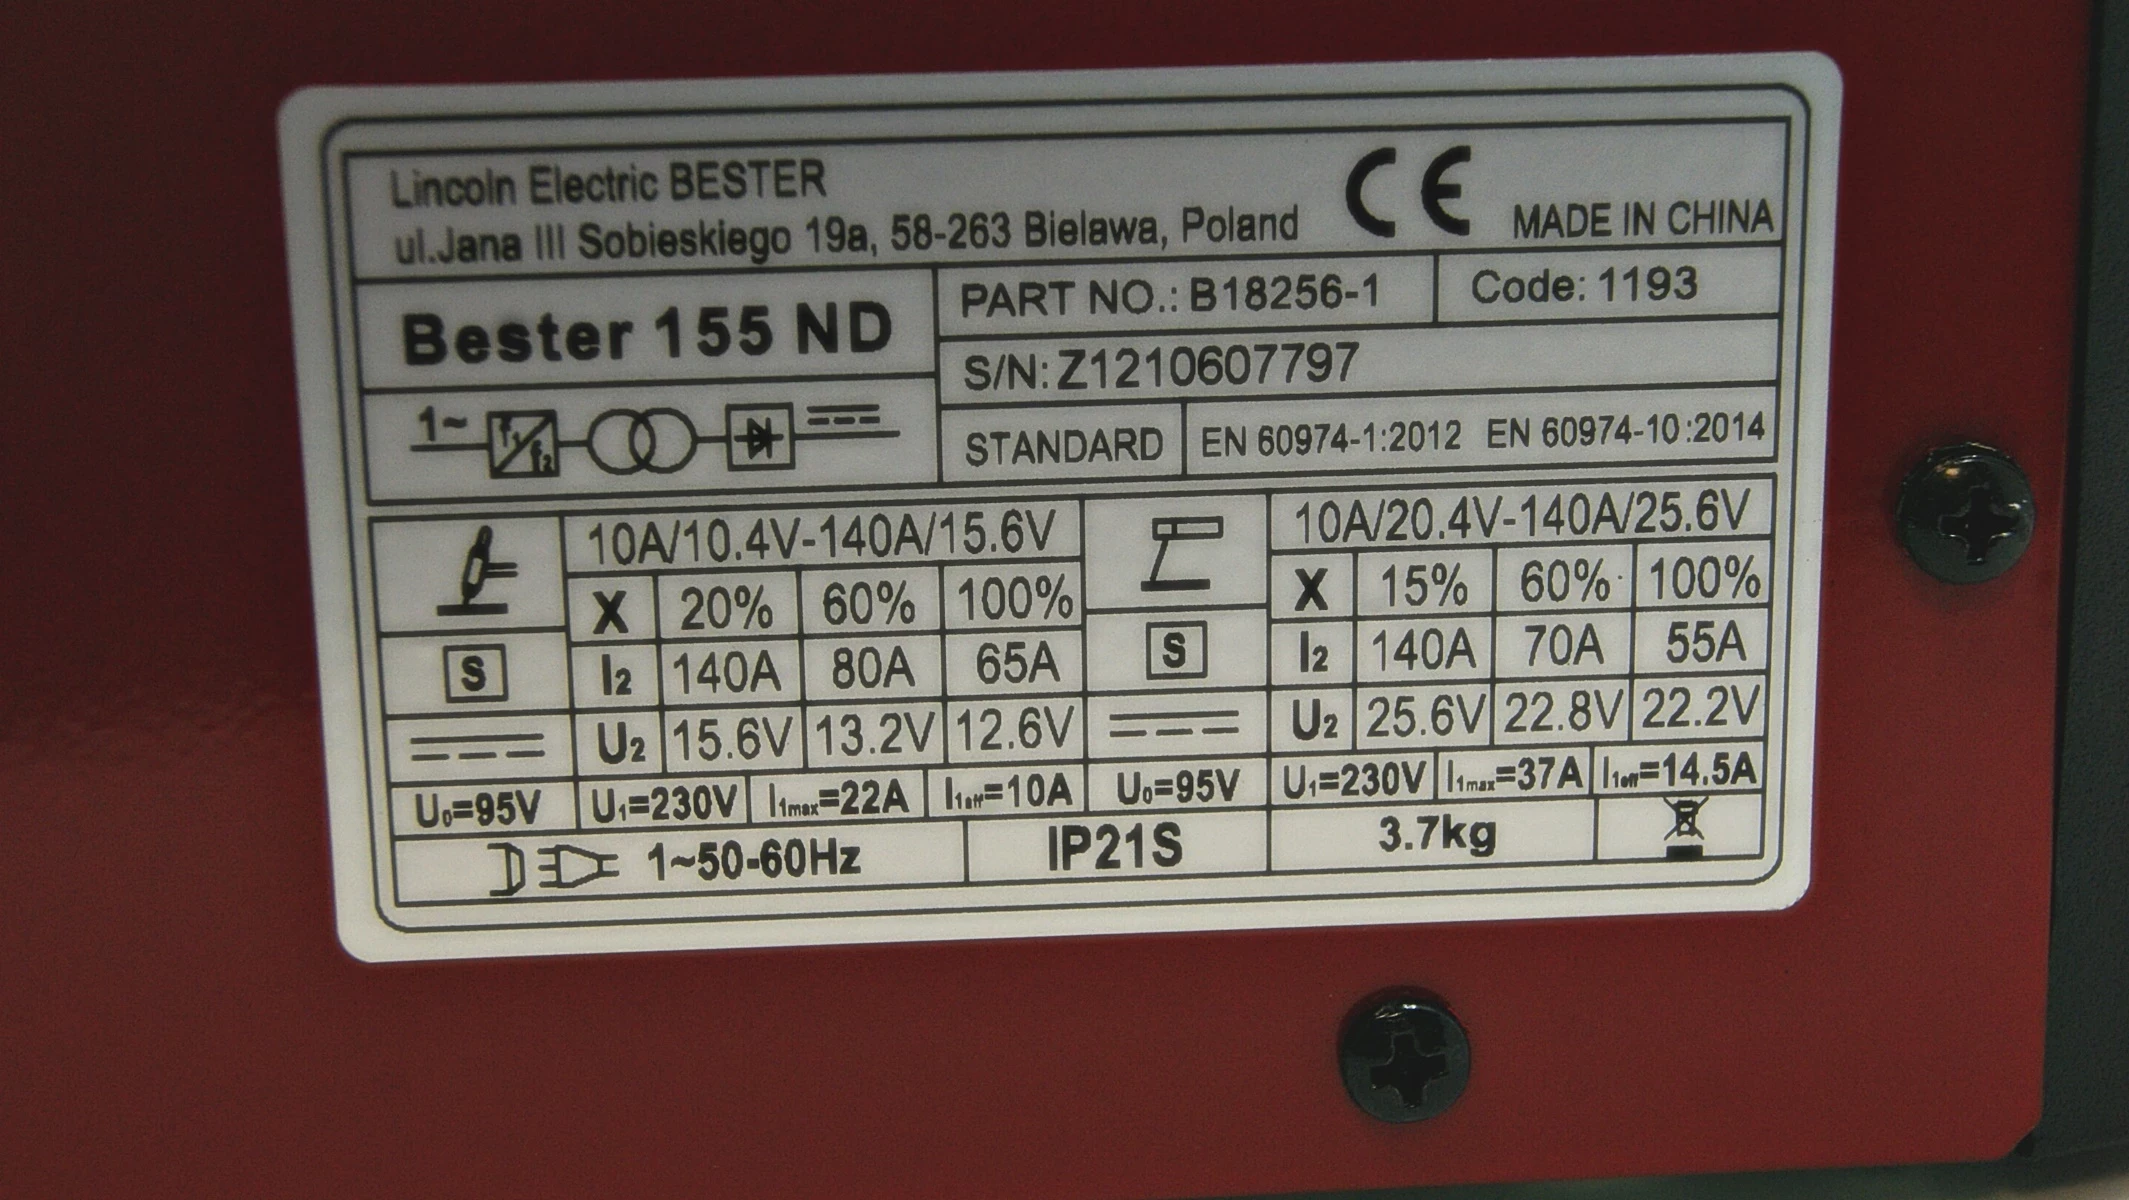 Lincoln Electric BESTER
ul.Jana III Sobieskiego 19a, 58-263 Bielawa, Poland
CE
MADE IN CHINA
Bester 155 ND
PART NO.: B18256-1
Code: 1193
S/N: Z1210607797
1~ f₁ f₂
STANDARD EN 60974-1:2012 EN 60974-10:2014
10A/10.4V-140A/15.6V
X 20% 60% 100%
S
I₂ 140A 80A 65A
U₂ 15.6V 13.2V 12.6V
U₀=95V U₁=230V I₁max=22A I₁eff=10A
10A/20.4V-140A/25.6V
X 15% 60% 100%
S
I₂ 140A 70A 55A
U₂ 25.6V 22.8V 22.2V
U₀=95V U₁=230V I₁max=37A I₁eff=14.5A
1~50-60Hz
IP21S
3.7kg